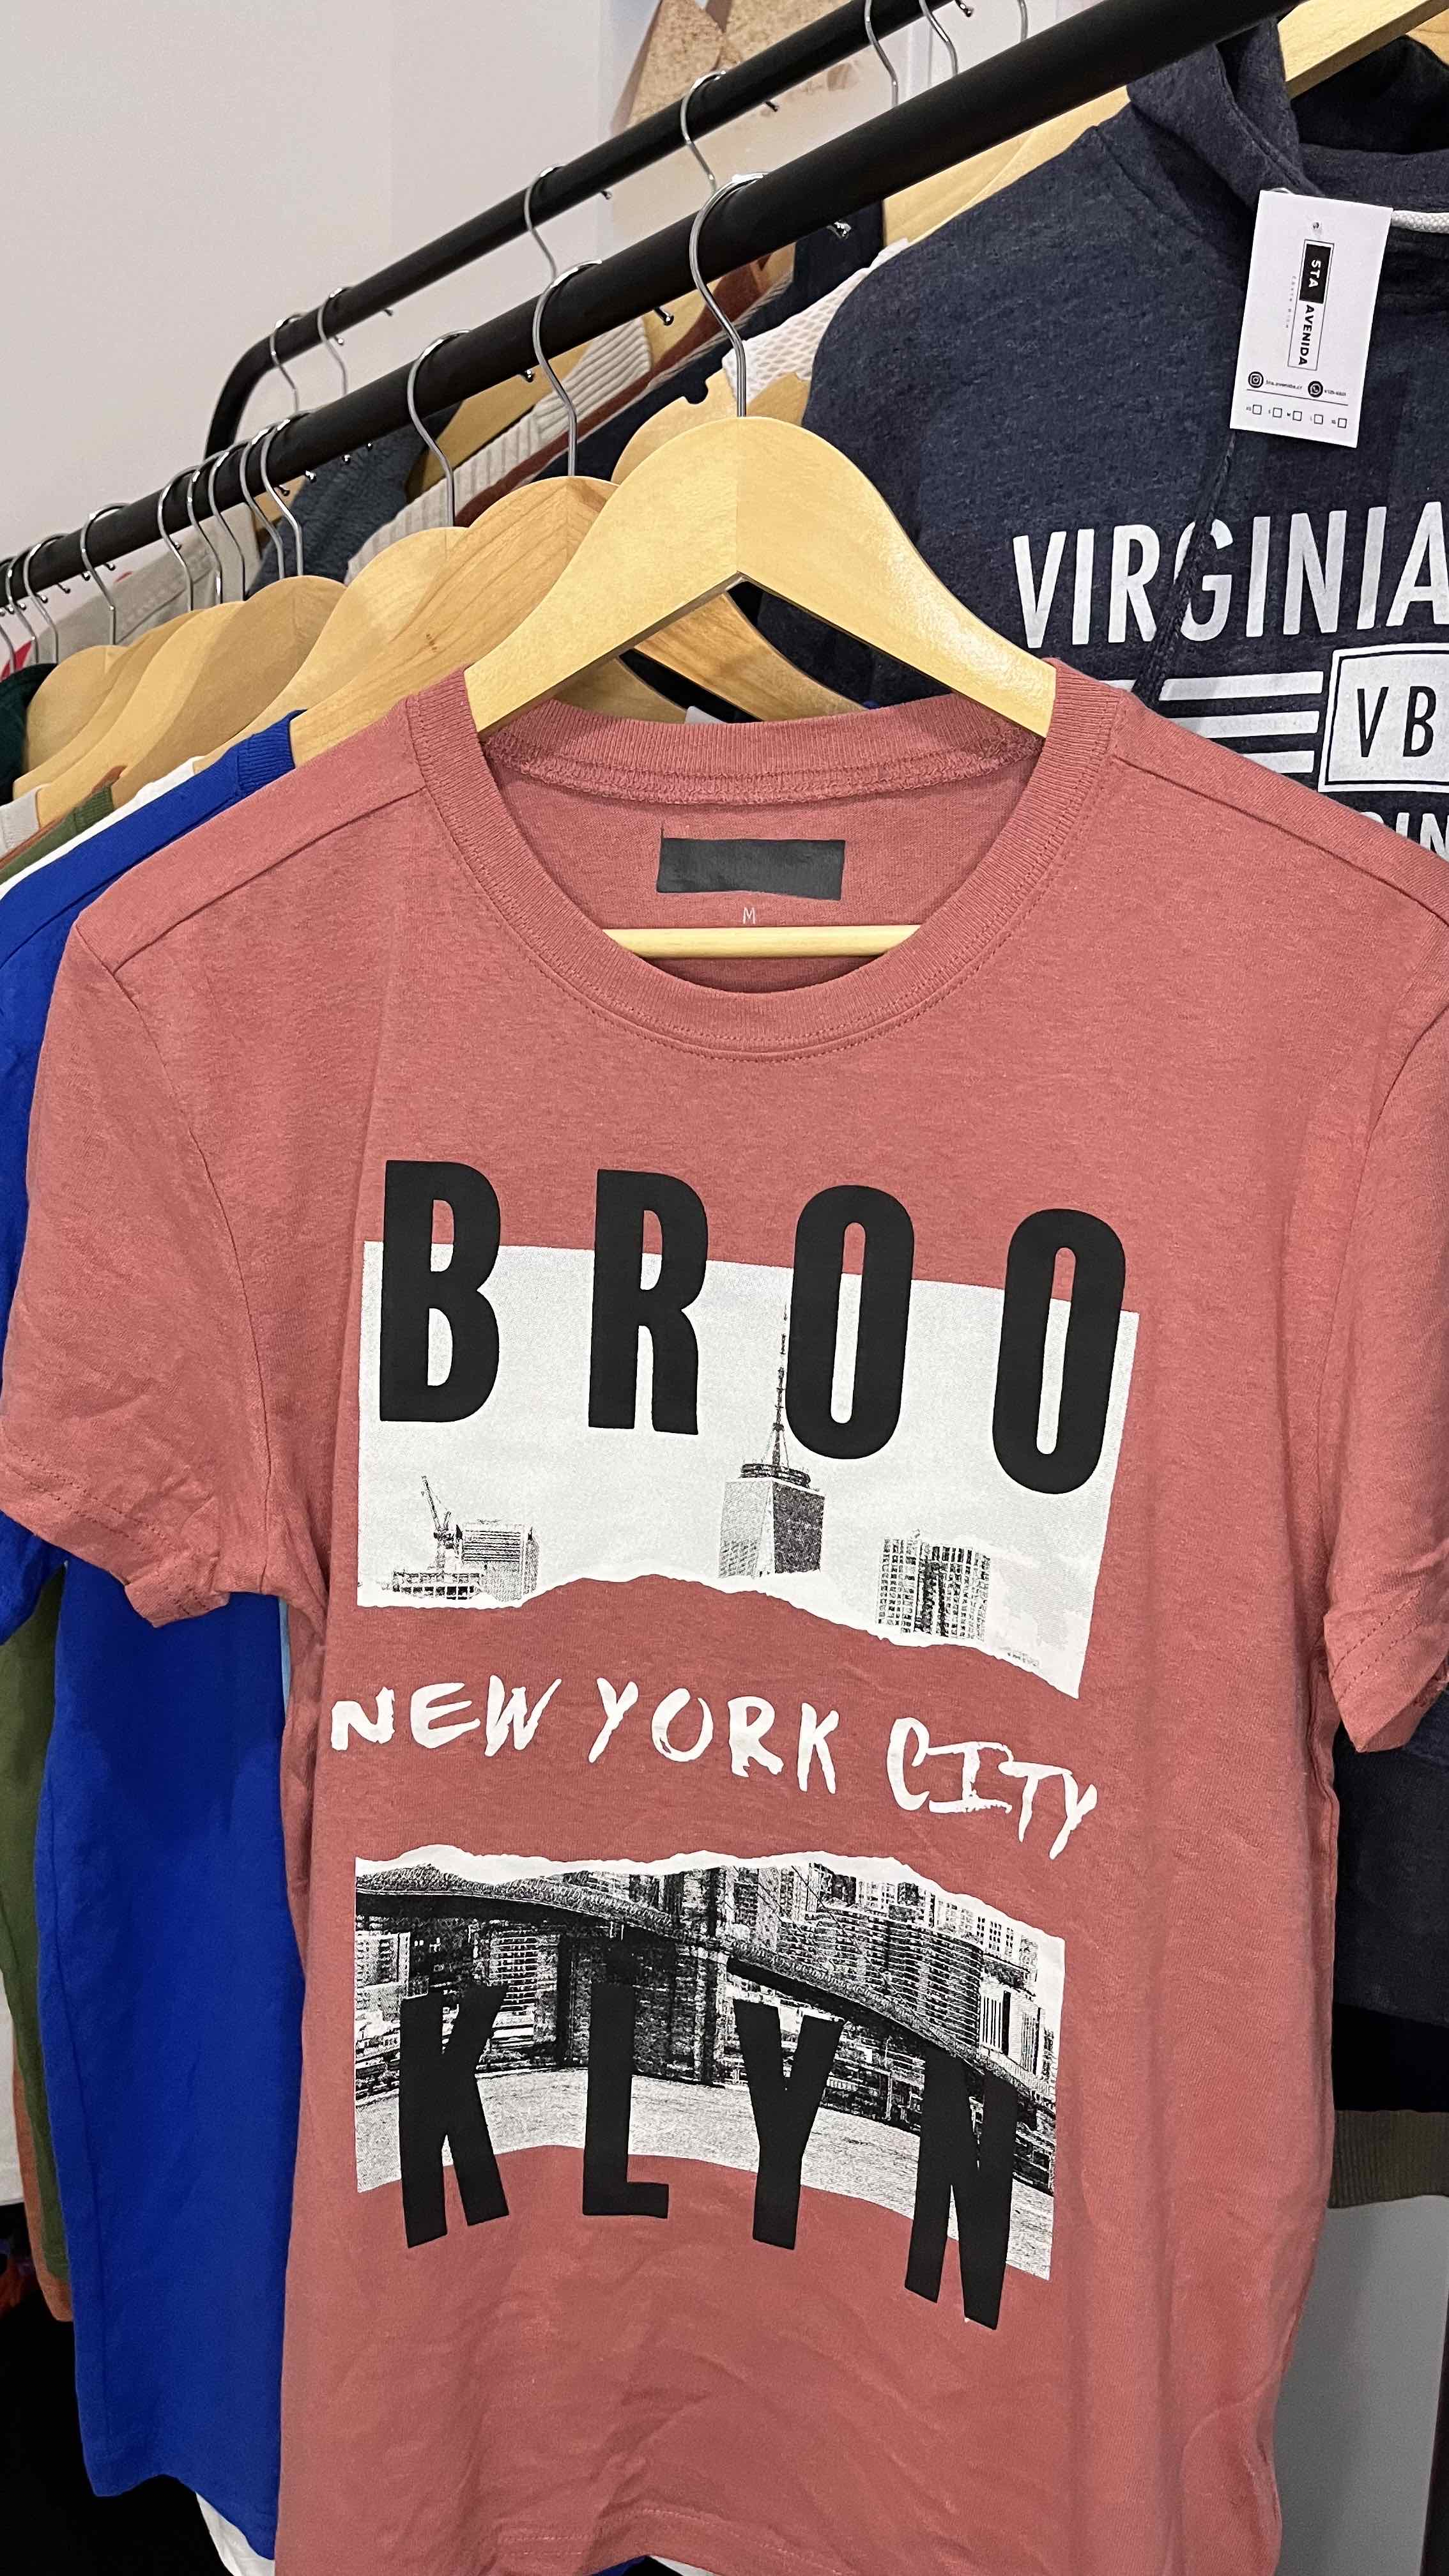 5TA
AVENIDA
VIRGINIA
VB
M
BROO
NEW YORK CITY
KLYN